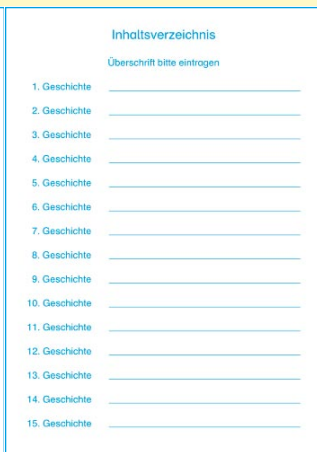 Inhaltsverzeichnis
Überschrift bitte eintragen
1. Geschichte
2. Geschichte
3. Geschichte
4. Geschichte
5. Geschichte
6. Geschichte
7. Geschichte
8. Geschichte
9. Geschichte
10. Geschichte
11. Geschichte
12. Geschichte
13. Geschichte
14. Geschichte
15. Geschichte